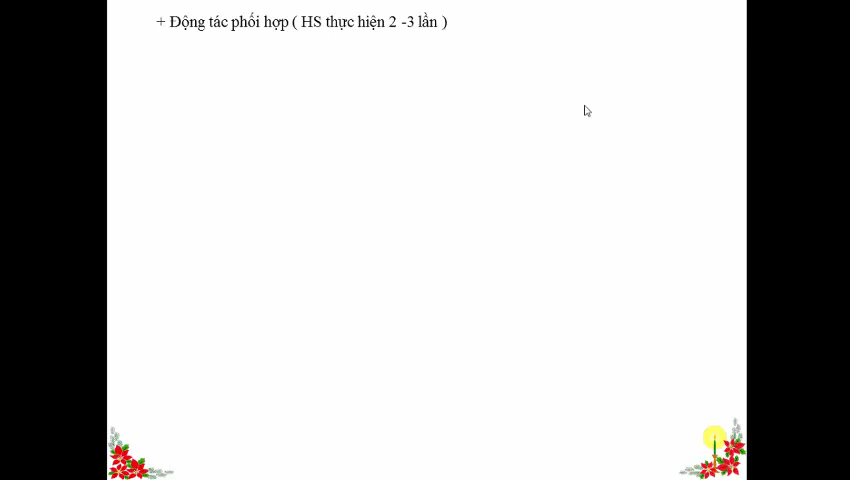 + Động tác phối hợp ( HS thực hiện 2 -3 lần )